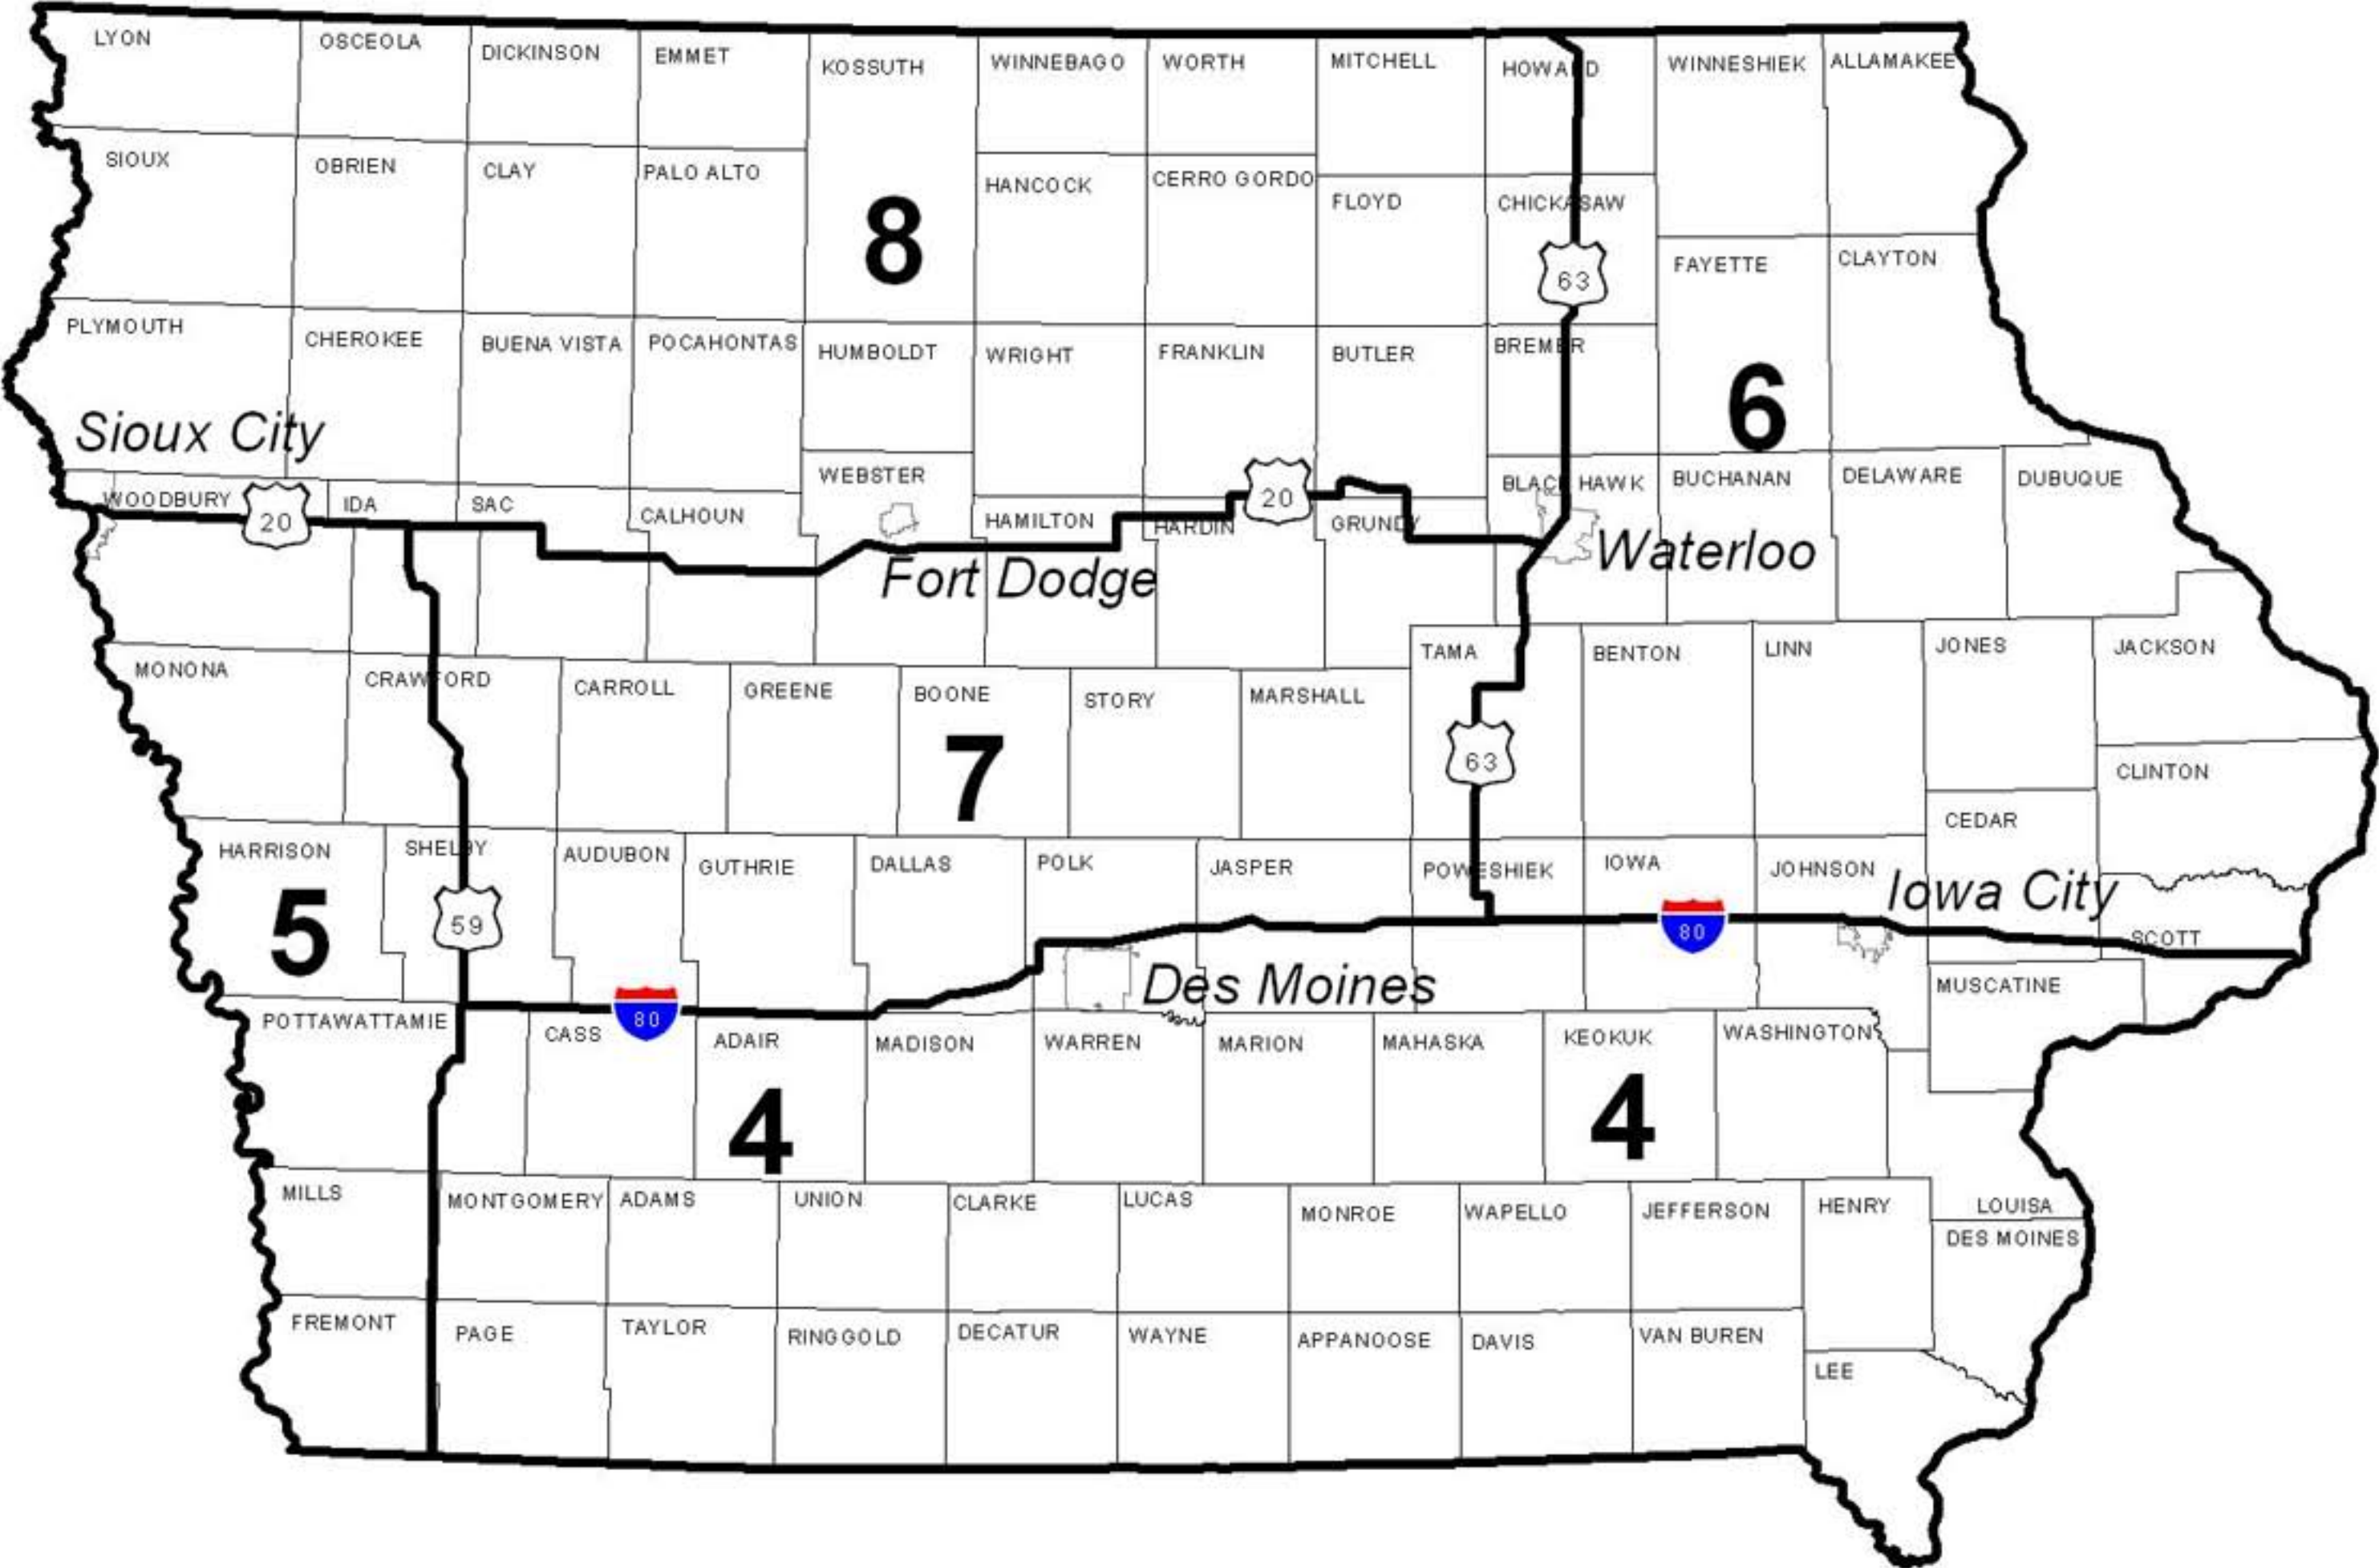 LYON OSCEOLA DICKINSON EMMET KOSSUTH WINNEBAGO WORTH MITCHELL HOWARD WINNESHIEK ALLAMAKEE
SIOUX OBRIEN CLAY PALO ALTO HANCOCK CERRO GORDO FLOYD CHICKASAW
8
63
FAYETTE CLAYTON
PLYMOUTH CHEROKEE BUENA VISTA POCAHONTAS HUMBOLDT WRIGHT FRANKLIN BUTLER BREMER
6
Sioux City
WEBSTER BLACK HAWK BUCHANAN DELAWARE DUBUQUE
WOODBURY 20 IDA SAC CALHOUN HAMILTON HARDIN 20 GRUNDY
Fort Dodge Waterloo
TAMA BENTON LINN JONES JACKSON
MONONA CRAWFORD CARROLL GREENE BOONE STORY MARSHALL
7
63
CLINTON
CEDAR
HARRISON SHELBY AUDUBON GUTHRIE DALLAS POLK JASPER POWESHIEK IOWA JOHNSON
Iowa City
5
59
80
SCOTT
Des Moines
MUSCATINE
POTTAWATTAMIE CASS 80 ADAIR MADISON WARREN MARION MAHASKA KEOKUK WASHINGTON
4 4
MILLS MONTGOMERY ADAMS UNION CLARKE LUCAS MONROE WAPELLO JEFFERSON HENRY LOUISA
DES MOINES
FREMONT PAGE TAYLOR RINGGOLD DECATUR WAYNE APPANOOSE DAVIS VAN BUREN
LEE